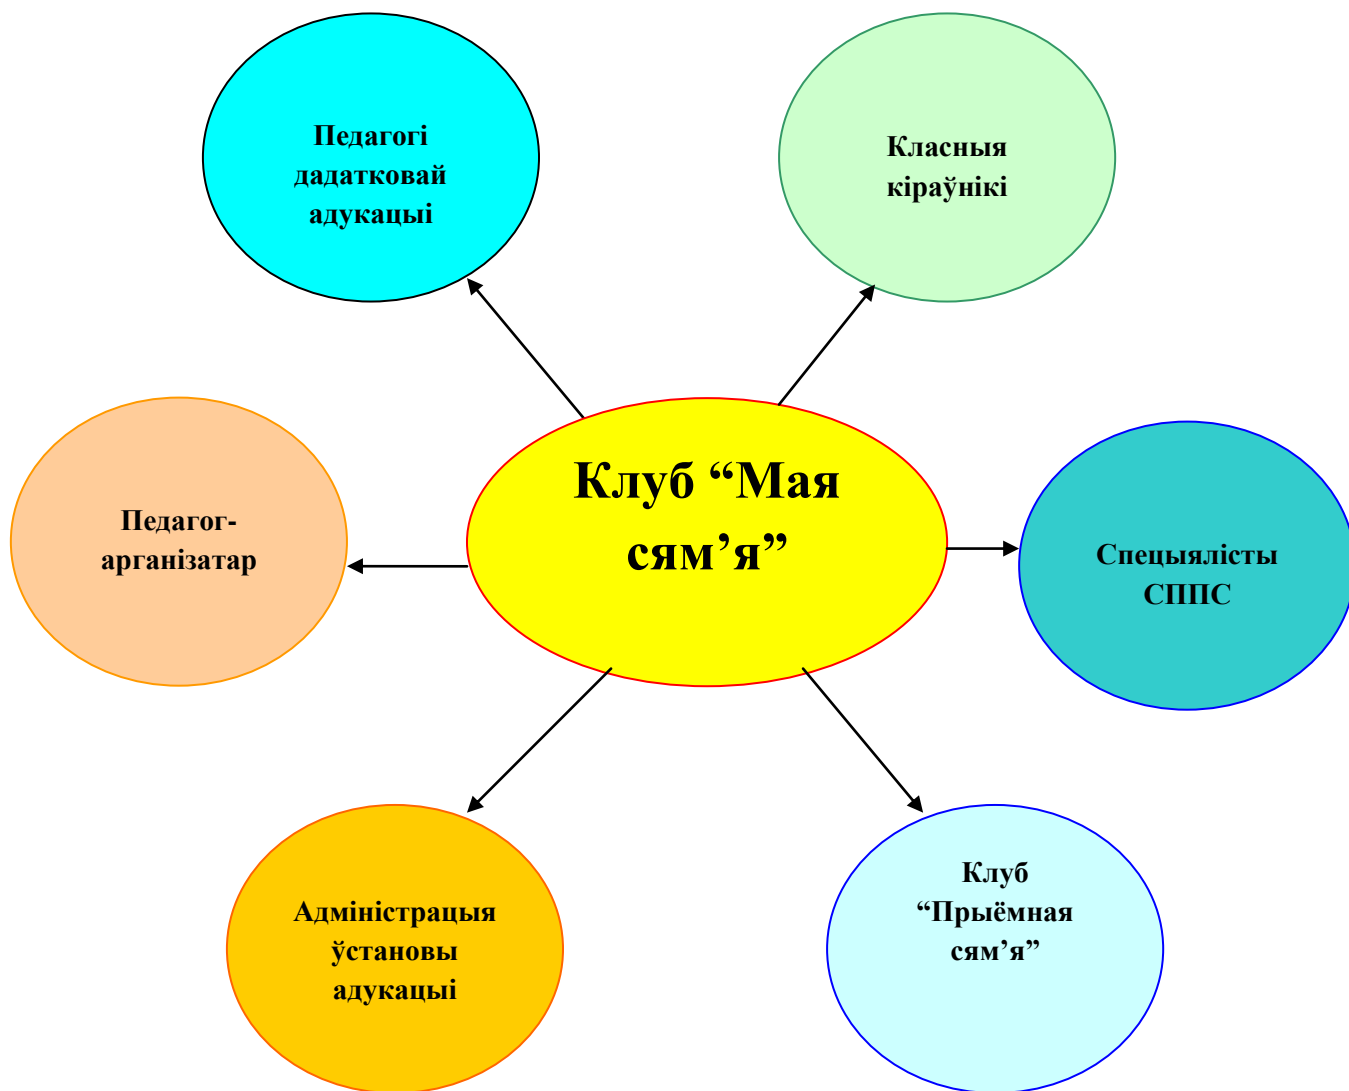 Педагогі
дадатковай
адукацыі
Класныя
кіраўнікі
Клуб “Мая
сям’я”
Педагог-
арганізатар
Спецыялісты
СППС
Адміністрацыя
ўстановы
адукацыі
Клуб
“Прыёмная
сям’я”